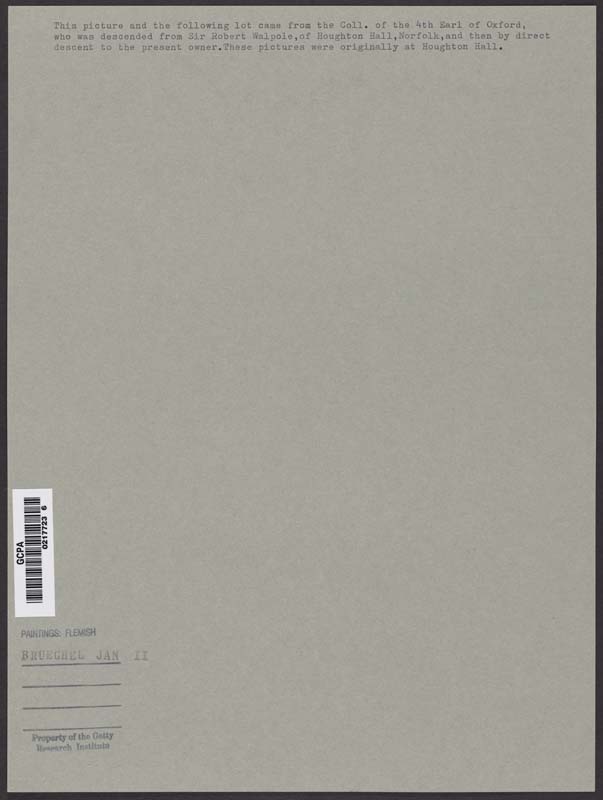 This picture and the following lot came from the Coll. of the 4th Earl of Oxford,
who was descended from Sir Robert Walpole,of Houghton Hall,Norfolk,and then by direct
descent to the present owner.These pictures were originally at Houghton Hall.
GCPA
0217723 6
PAINTINGS: FLEMISH
BRUEGHEL JAN II
Property of the Getty
Research Institute